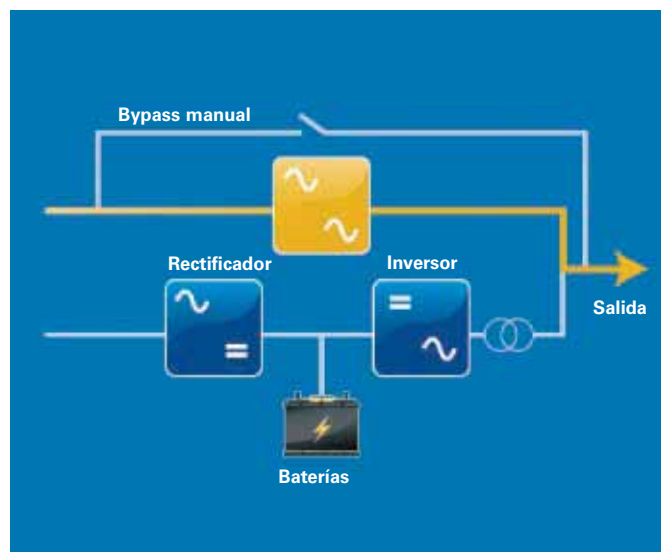 Bypass manual
Rectificador
Inversor
Salida
Baterías